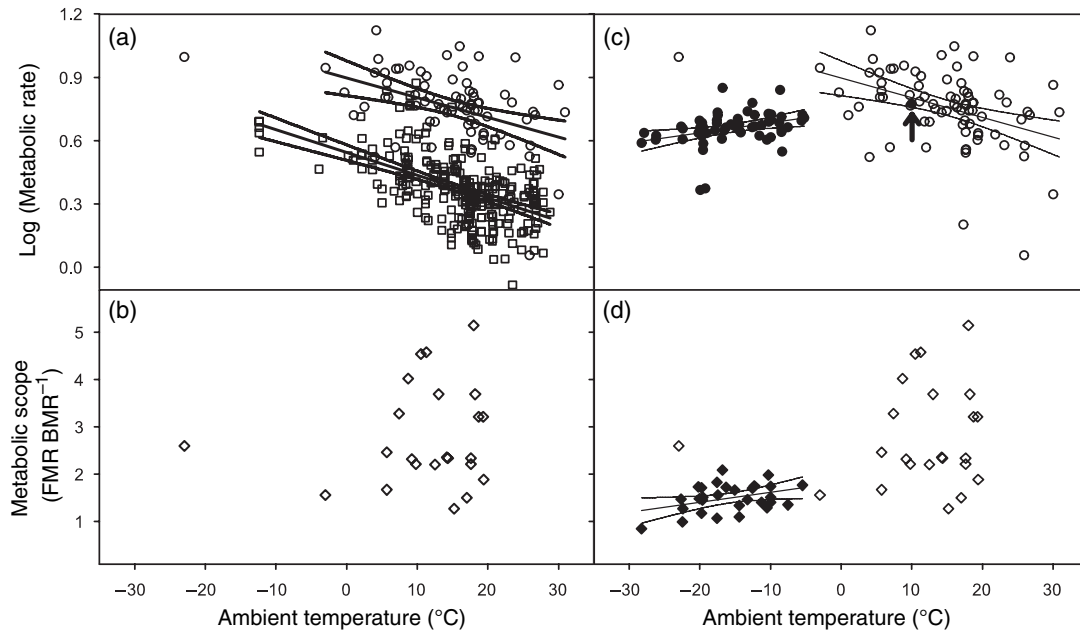 (a)
(c)
1.2
0.9
0.6
0.3
0.0
Log (Metabolic rate)
(b)
(d)
5
4
3
2
1
Metabolic scope
(FMR BMR⁻¹)
−30 −20 −10 0 10 20 30
−30 −20 −10 0 10 20 30
Ambient temperature (°C)
Ambient temperature (°C)